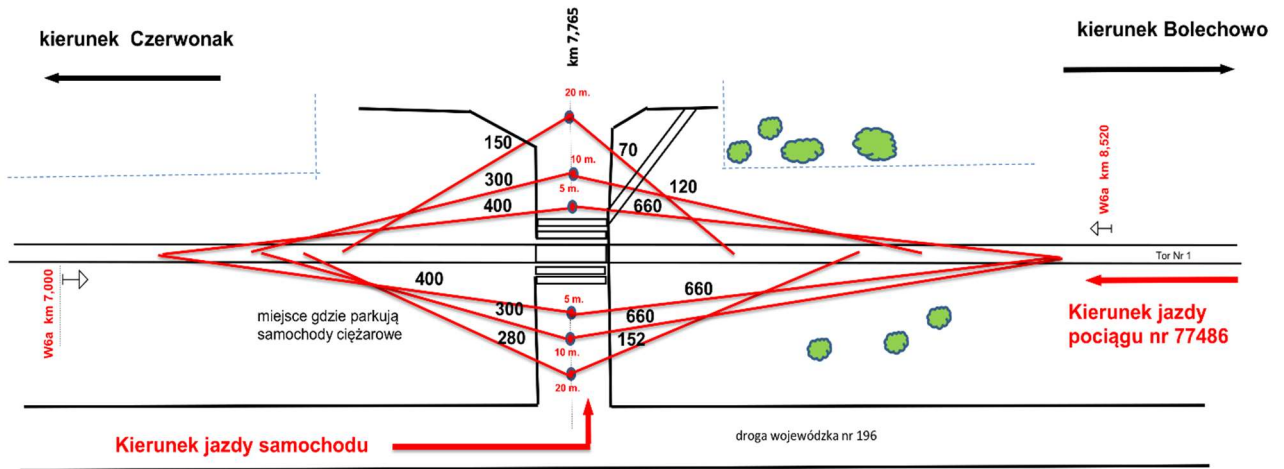 kierunek Czerwonak
km 7,765
kierunek Bolechowo
20 m.
150
70
10 m.
300
120
5 m.
400
660
W6a km 8,520
Tor Nr 1
W6a km 7,000
400
660
5 m.
300
660
miejsce gdzie parkują
samochody ciężarowe
280
152
10 m.
20 m.
Kierunek jazdy
pociągu nr 77486
Kierunek jazdy samochodu
droga wojewódzka nr 196